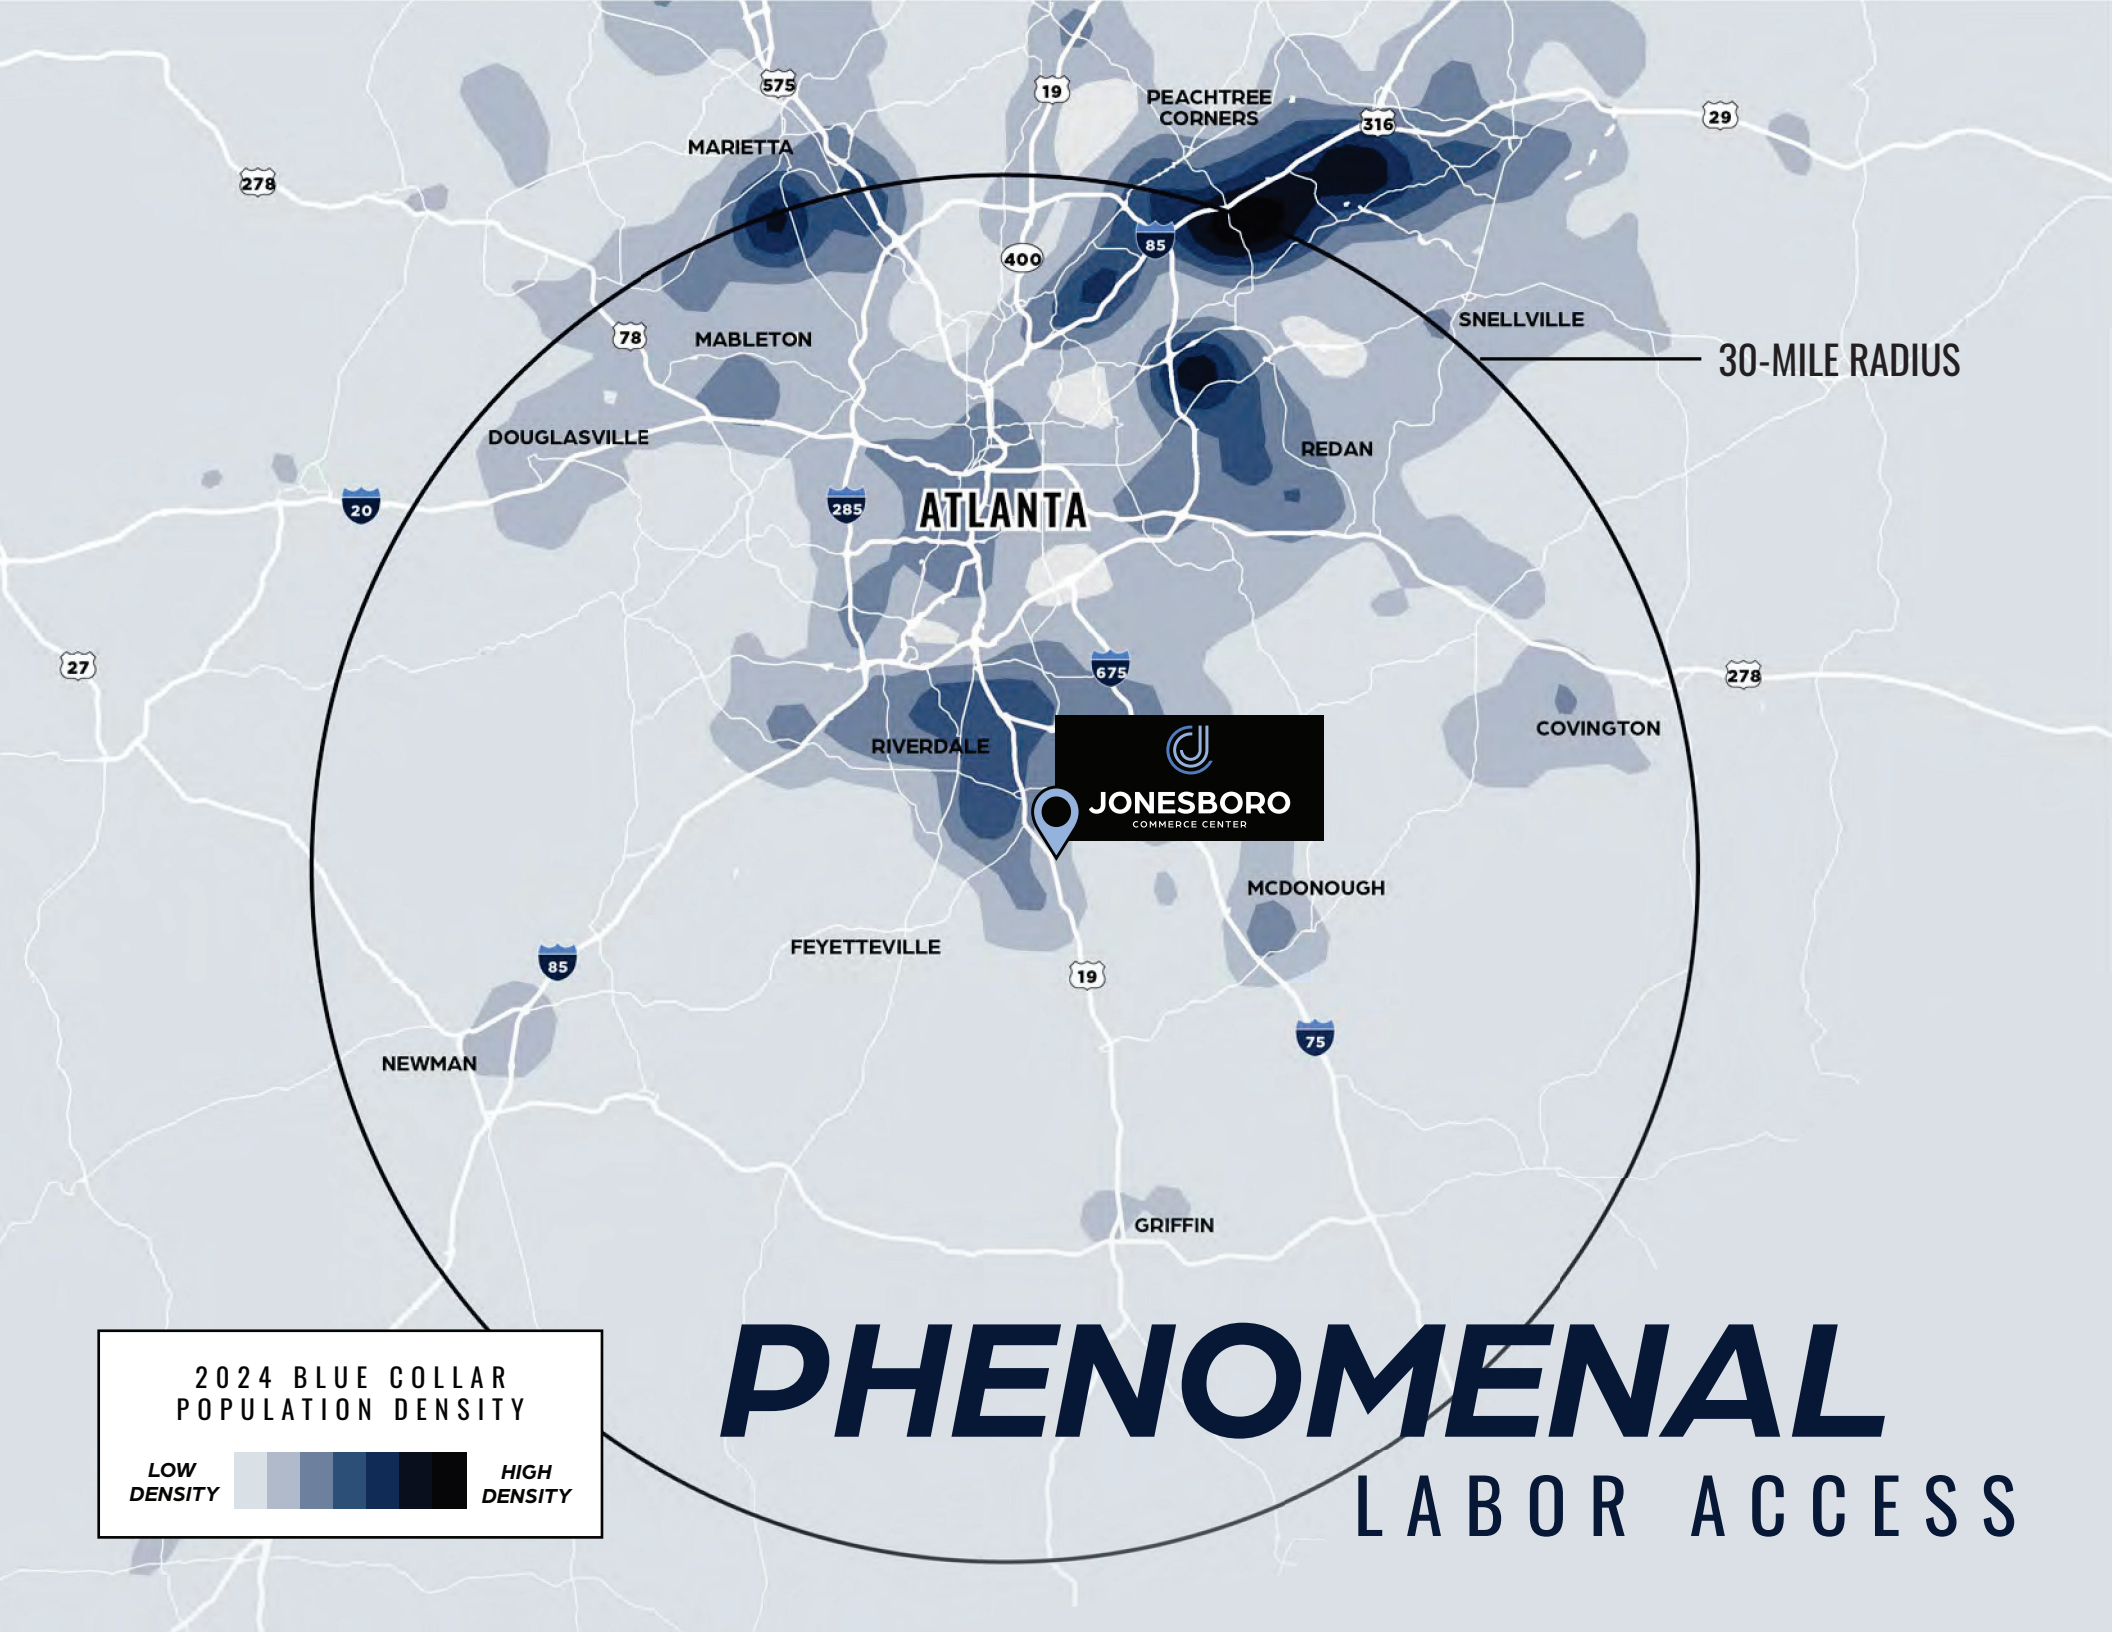 575
19
PEACHTREE
CORNERS
316
29
MARIETTA
278
85
400
78
MABLETON
SNELLVILLE
30-MILE RADIUS
DOUGLASVILLE
REDAN
20
285
ATLANTA
27
675
278
COVINGTON
RIVERDALE
JONESBORO
COMMERCE CENTER
MCDONOUGH
FEYETTEVILLE
85
19
75
NEWMAN
GRIFFIN
PHENOMENAL
LABOR ACCESS
2024 BLUE COLLAR
POPULATION DENSITY
LOW
DENSITY
HIGH
DENSITY